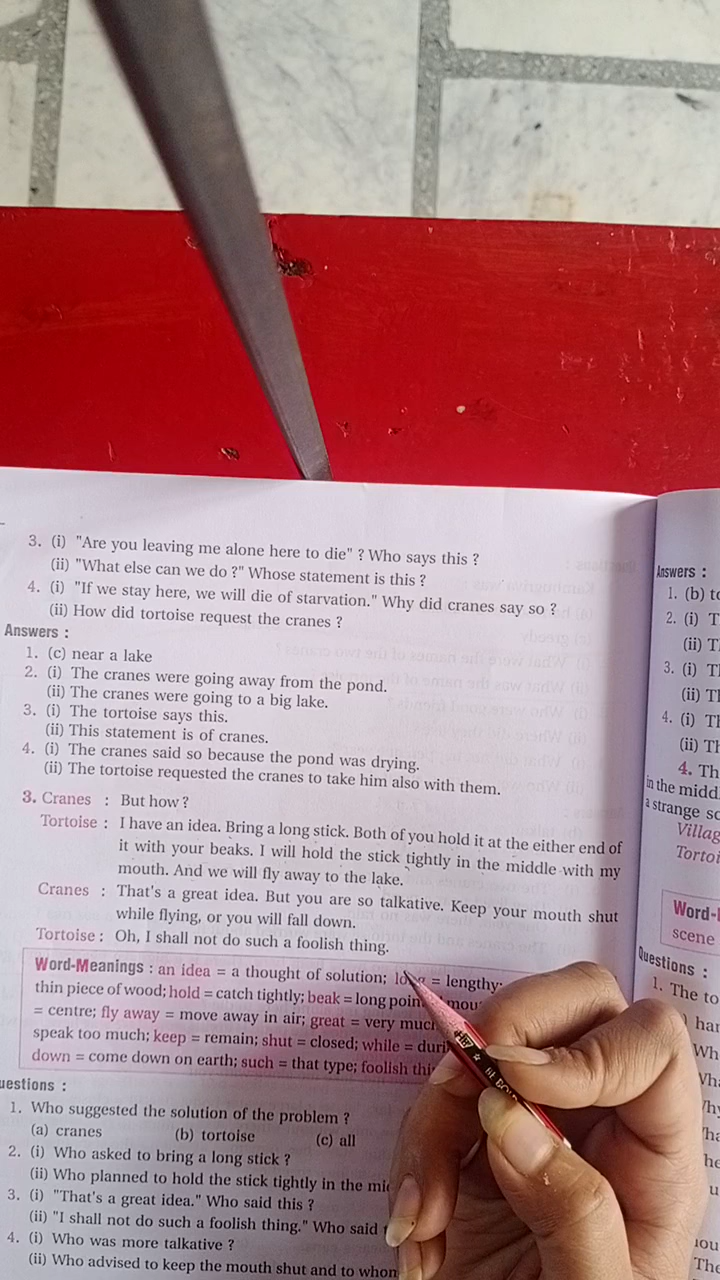 3. (i) "Are you leaving me alone here to die" ? Who says this ?
(ii) "What else can we do ?" Whose statement is this ?
4. (i) "If we stay here, we will die of starvation." Why did cranes say so ?
(ii) How did tortoise request the cranes ?
Answers :
1. (c) near a lake
2. (i) The cranes were going away from the pond.
(ii) The cranes were going to a big lake.
3. (i) The tortoise says this.
(ii) This statement is of cranes.
4. (i) The cranes said so because the pond was drying.
(ii) The tortoise requested the cranes to take him also with them.
3. Cranes : But how ?
Tortoise : I have an idea. Bring a long stick. Both of you hold it at the either end of
it with your beaks. I will hold the stick tightly in the middle with my
mouth. And we will fly away to the lake.
Cranes : That's a great idea. But you are so talkative. Keep your mouth shut
while flying, or you will fall down.
Tortoise : Oh, I shall not do such a foolish thing.
Word-Meanings : an idea = a thought of solution; long = lengthy;
thin piece of wood; hold = catch tightly; beak = long
= centre; fly away = move away in air; great = very
speak too much; keep = remain; shut = closed; while =
down = come down on earth; such = that type; foolish
uestions :
1. Who suggested the solution of the problem ?
(a) cranes (b) tortoise (c) all
2. (i) Who asked to bring a long stick ?
(ii) Who planned to hold the stick tightly in the
3. (i) "That's a great idea." Who said this ?
(ii) "I shall not do such a foolish thing." Who said
4. (i) Who was more talkative ?
(ii) Who advised to keep the mouth shut and to
Answers :
1. (b)
2. (i)
(ii)
3. (i)
(ii)
4. (i)
(ii)
4.
in the
a strange
Word-
scene
Questions :
1. The